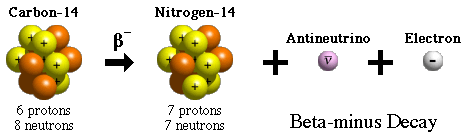 Carbon-14
Nitrogen-14
β⁻
Antineutrino
Electron
+ + + + + +
+ + + + + + +
+
ν̅
+
-
6 protons
8 neutrons
7 protons
7 neutrons
Beta-minus Decay